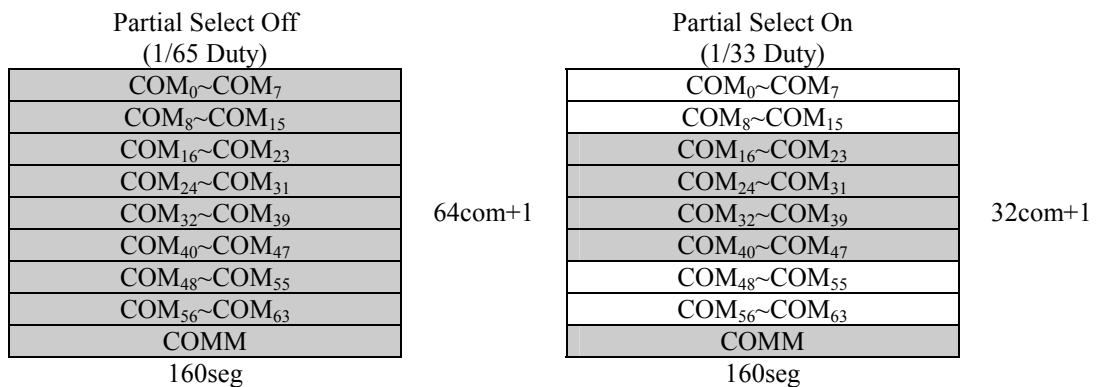 Partial Select Off
(1/65 Duty)
COM₀~COM₇
COM₈~COM₁₅
COM₁₆~COM₂₃
COM₂₄~COM₃₁
COM₃₂~COM₃₉
COM₄₀~COM₄₇
COM₄₈~COM₅₅
COM₅₆~COM₆₃
COMM
160seg
64com+1
Partial Select On
(1/33 Duty)
COM₀~COM₇
COM₈~COM₁₅
COM₁₆~COM₂₃
COM₂₄~COM₃₁
COM₃₂~COM₃₉
COM₄₀~COM₄₇
COM₄₈~COM₅₅
COM₅₆~COM₆₃
COMM
160seg
32com+1